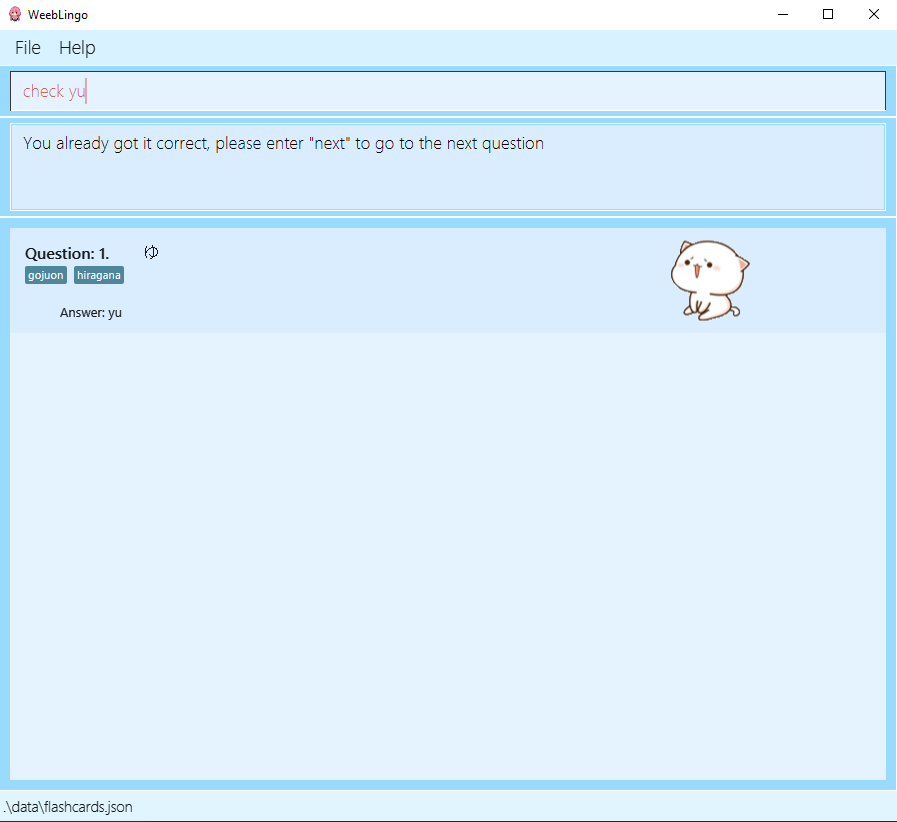 WeebLingo
File Help
check yu
You already got it correct, please enter "next" to go to the next question
Question: 1. ゆ
gojuon hiragana
Answer: yu
.\data\flashcards.json